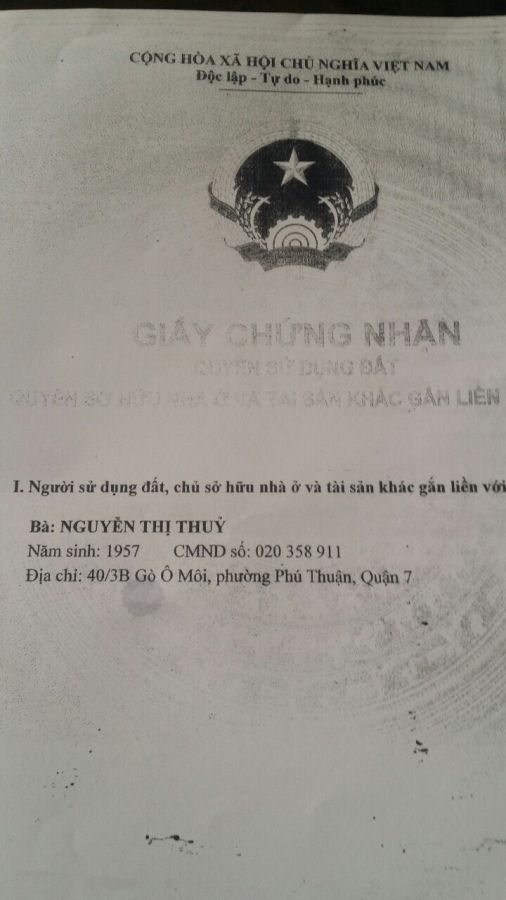 CỘNG HÒA XÃ HỘI CHỦ NGHĨA VIỆT NAM
Độc lập - Tự do - Hạnh phúc
GIẤY CHỨNG NHẬN
QUYỀN SỬ DỤNG ĐẤT
QUYỀN SỞ HỮU NHÀ Ở VÀ TÀI SẢN KHÁC GẮN LIỀN
I. Người sử dụng đất, chủ sở hữu nhà ở và tài sản khác gắn liền với
Bà: NGUYỄN THỊ THUỶ
Năm sinh: 1957 CMND số: 020 358 911
Địa chỉ: 40/3B Gò Ô Môi, phường Phú Thuận, Quận 7